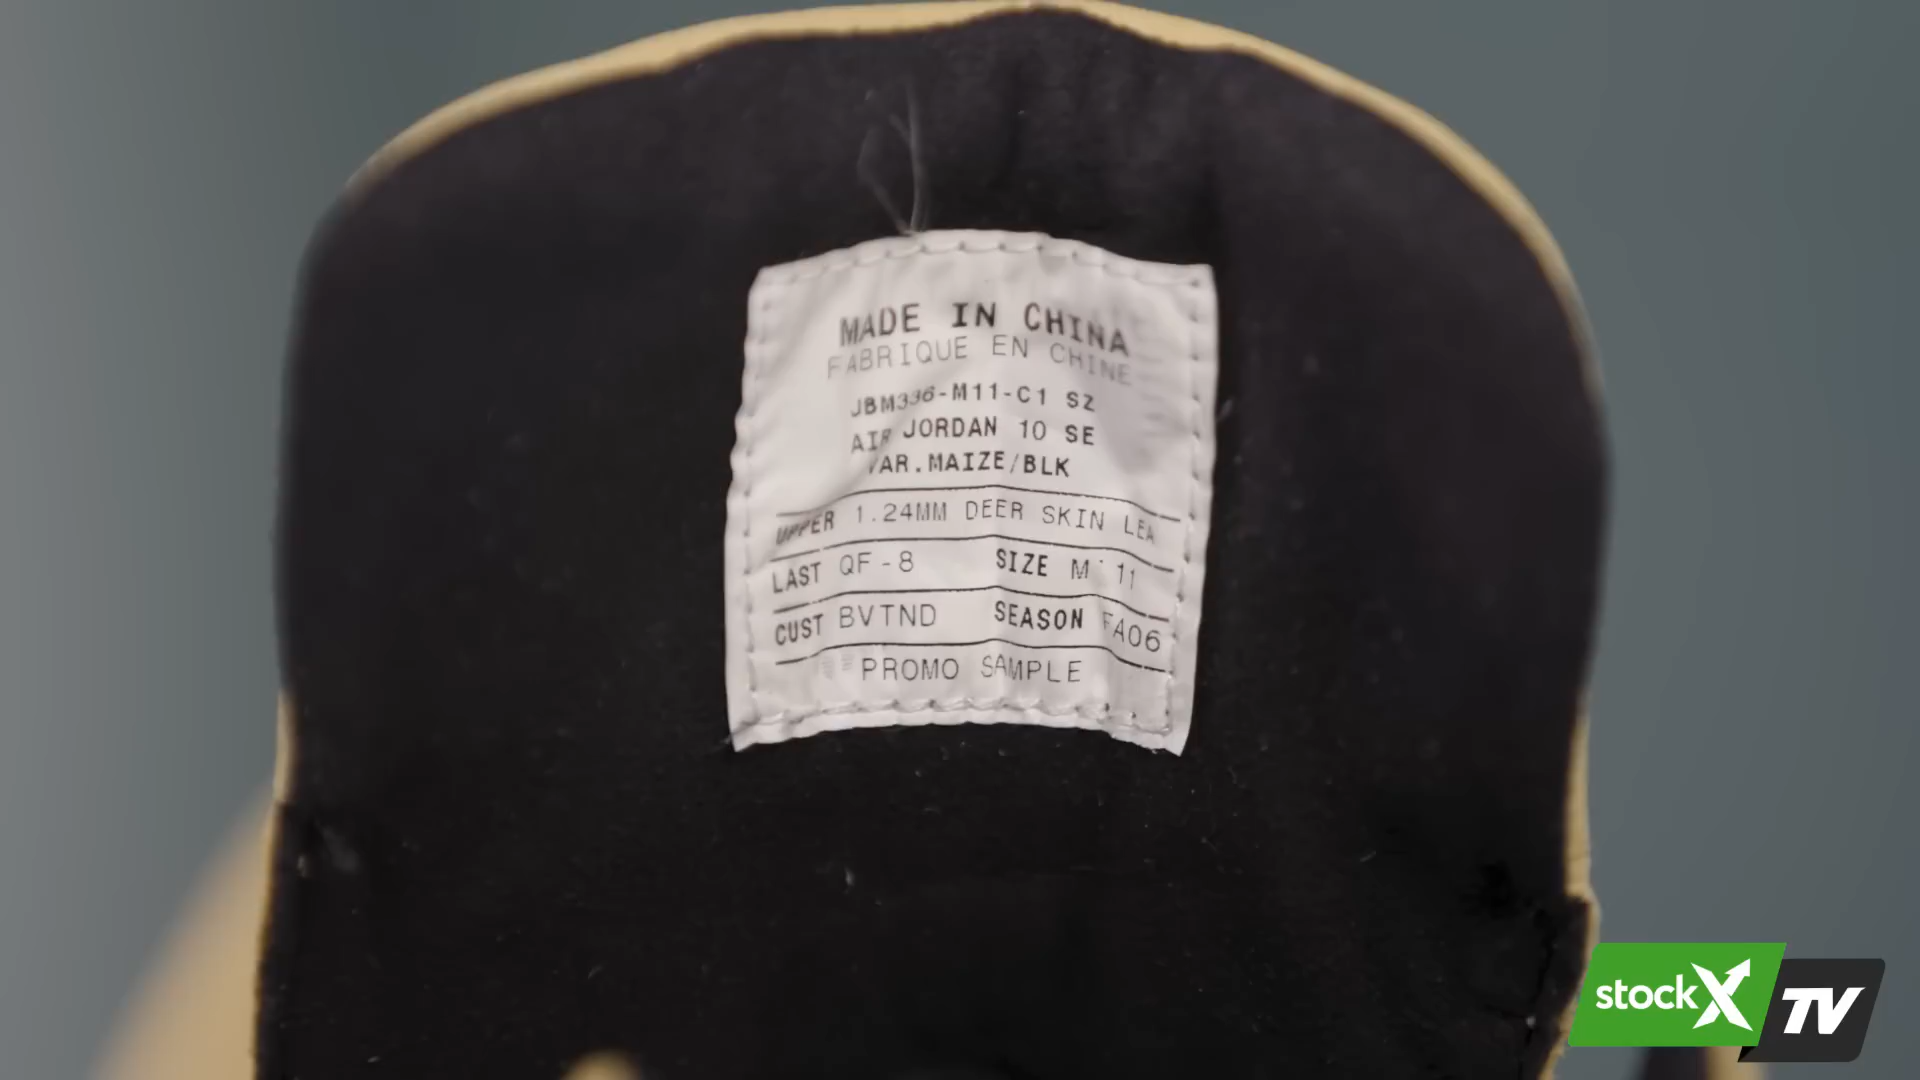 MADE IN CHINA
FABRIQUE EN CHINE
JBM336-M11-C1 SZ
AIR JORDAN 10 SE
VAR.MAIZE/BLK
UPPER 1.24MM DEER SKIN LEA
LAST QF-8 SIZE M 11
CUST BVTND SEASON FA06
PROMO SAMPLE
stockX TV